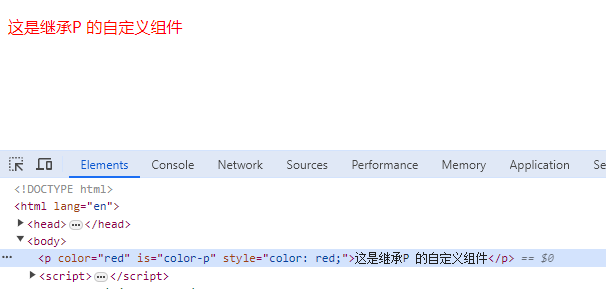 这是继承P 的自定义组件
Elements Console Network Sources Performance Memory Application Se
<!DOCTYPE html>
<html lang="en">
<head>…</head>
<body>
… <p color="red" is="color-p" style="color: red;">这是继承P 的自定义组件</p> == $0
<script>…</script>